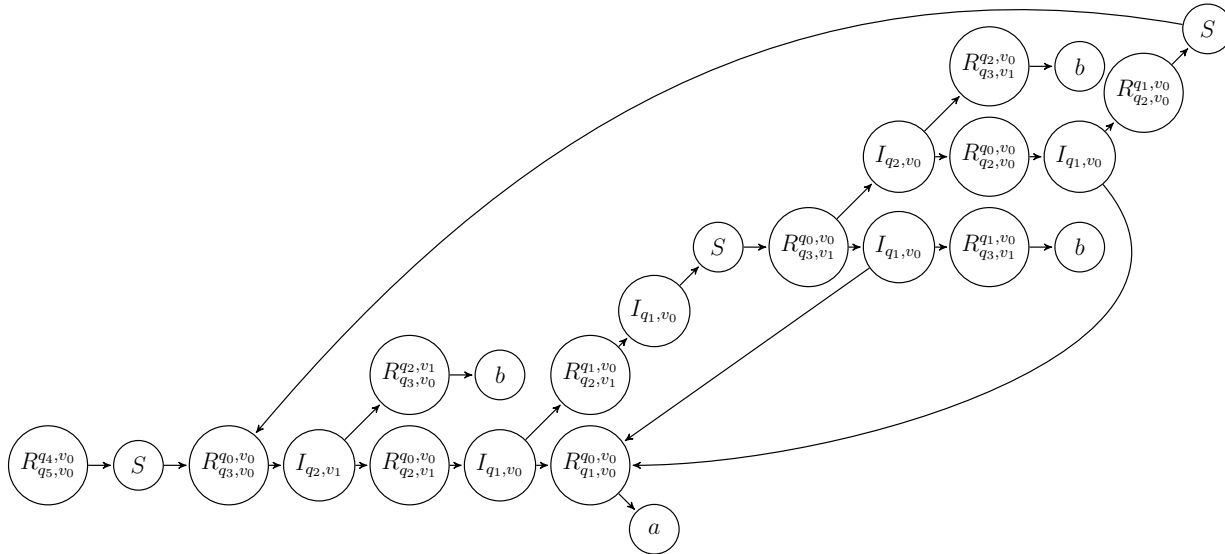 S
R^{q_2,v_0}_{q_3,v_1} b R^{q_1,v_0}_{q_2,v_0}
I_{q_2,v_0} R^{q_0,v_0}_{q_2,v_0} I_{q_1,v_0}
S R^{q_0,v_0}_{q_3,v_1} I_{q_1,v_0} R^{q_1,v_0}_{q_3,v_1} b
I_{q_1,v_0}
R^{q_2,v_1}_{q_3,v_0} b R^{q_1,v_0}_{q_2,v_1}
R^{q_4,v_0}_{q_5,v_0} S R^{q_0,v_0}_{q_3,v_0} I_{q_2,v_1} R^{q_0,v_0}_{q_2,v_1} I_{q_1,v_0} R^{q_0,v_0}_{q_1,v_0}
a